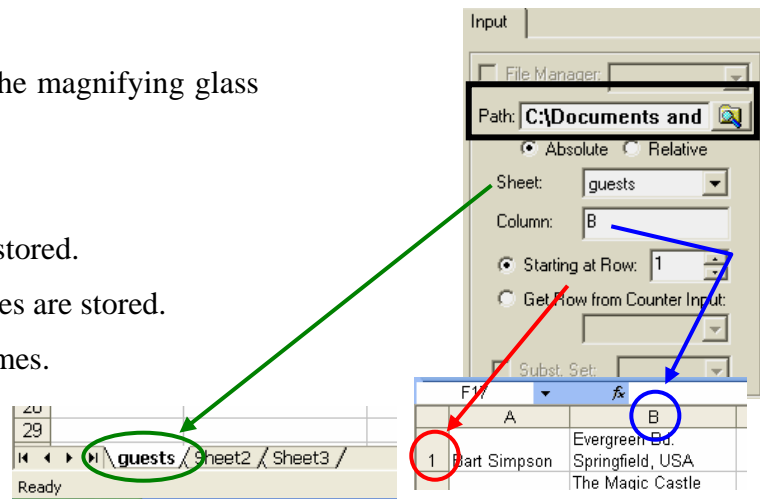 Input
he magnifying glass
File Manager:
Path: C:\Documents and
Absolute Relative
Sheet: guests
stored.
Column: B
Starting at Row: 1
es are stored.
Get Row from Counter Input:
mes.
Subst. Set:
F17 fx
A B
1 Bart Simpson Evergreen Bd.
Springfield, USA
The Magic Castle
29
guests / Sheet2 / Sheet3 /
Ready